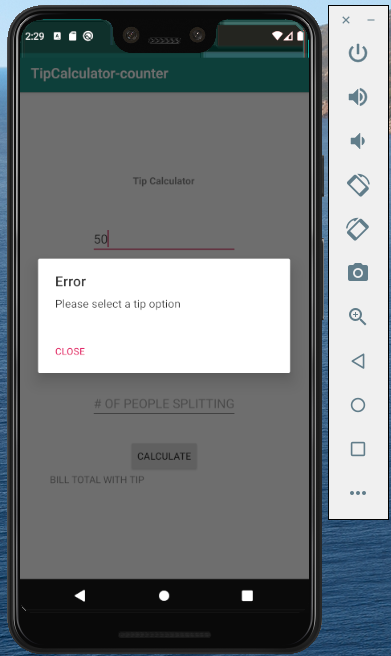 2:29
TipCalculator-counter
Tip Calculator
50
Error
Please select a tip option
CLOSE
# OF PEOPLE SPLITTING
CALCULATE
BILL TOTAL WITH TIP